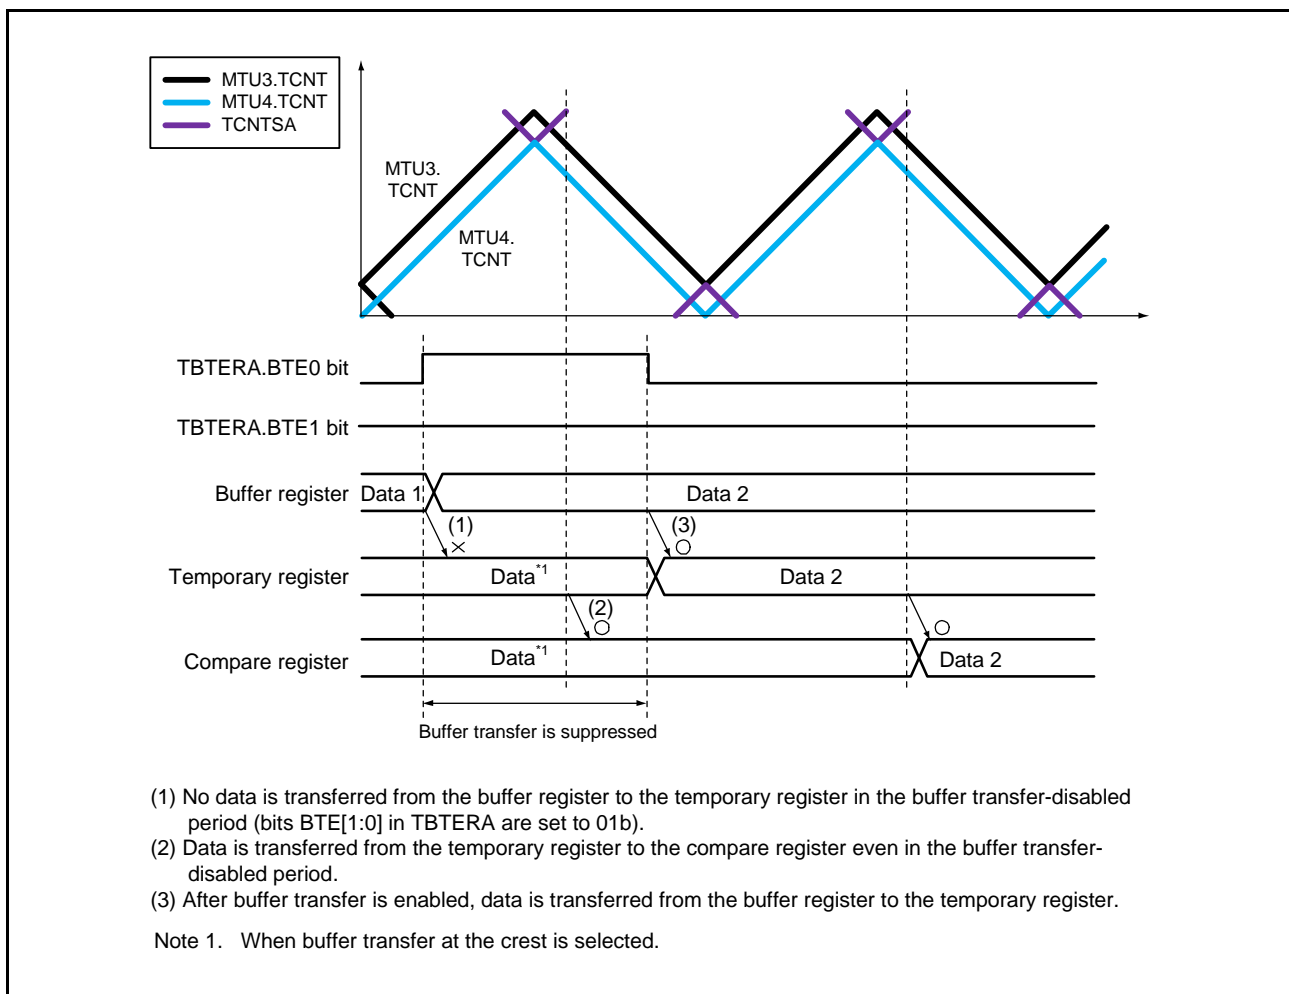 MTU3.TCNT
MTU4.TCNT
TCNTSA
MTU3.
TCNT
MTU4.
TCNT
TBTERA.BTE0 bit
TBTERA.BTE1 bit
Buffer register
Data 1
Data 2
(1)
(3)
Temporary register
Data*1
Data 2
(2)
Compare register
Data*1
Data 2
Buffer transfer is suppressed
(1) No data is transferred from the buffer register to the temporary register in the buffer transfer-disabled
period (bits BTE[1:0] in TBTERA are set to 01b).
(2) Data is transferred from the temporary register to the compare register even in the buffer transfer-
disabled period.
(3) After buffer transfer is enabled, data is transferred from the buffer register to the temporary register.
Note 1. When buffer transfer at the crest is selected.